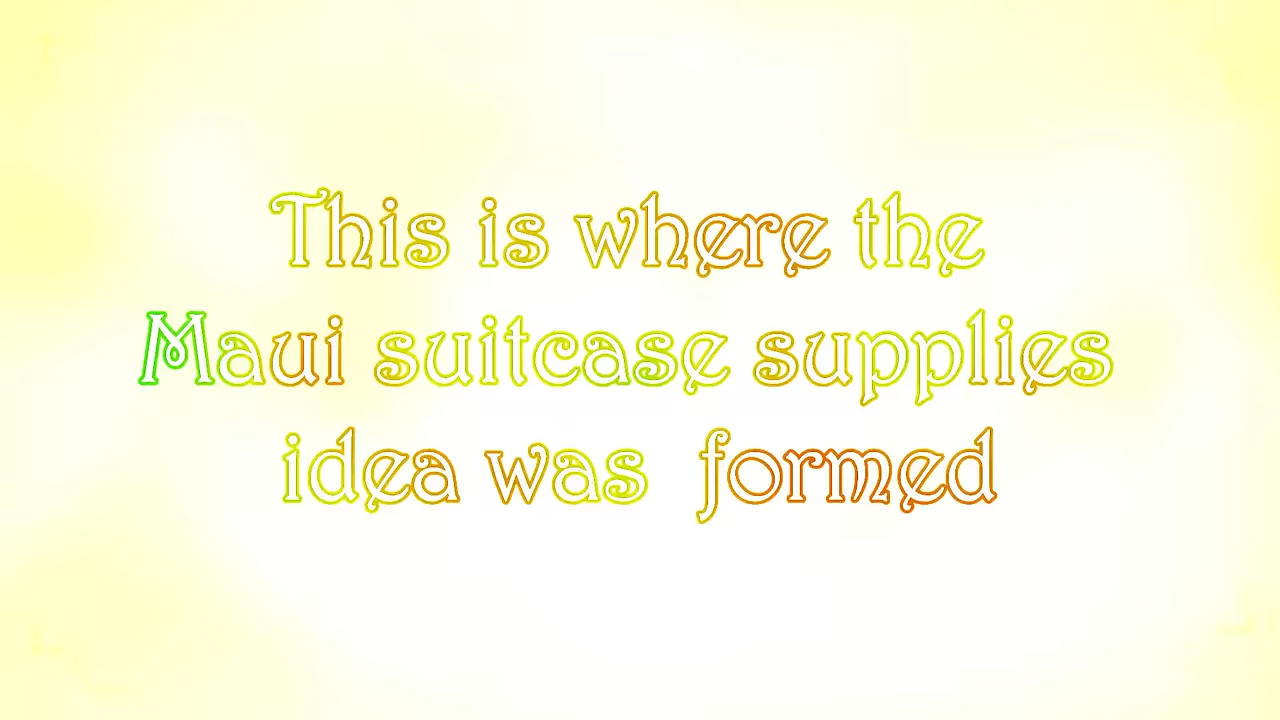 This is where the
Maui suitcase supplies
idea was formed